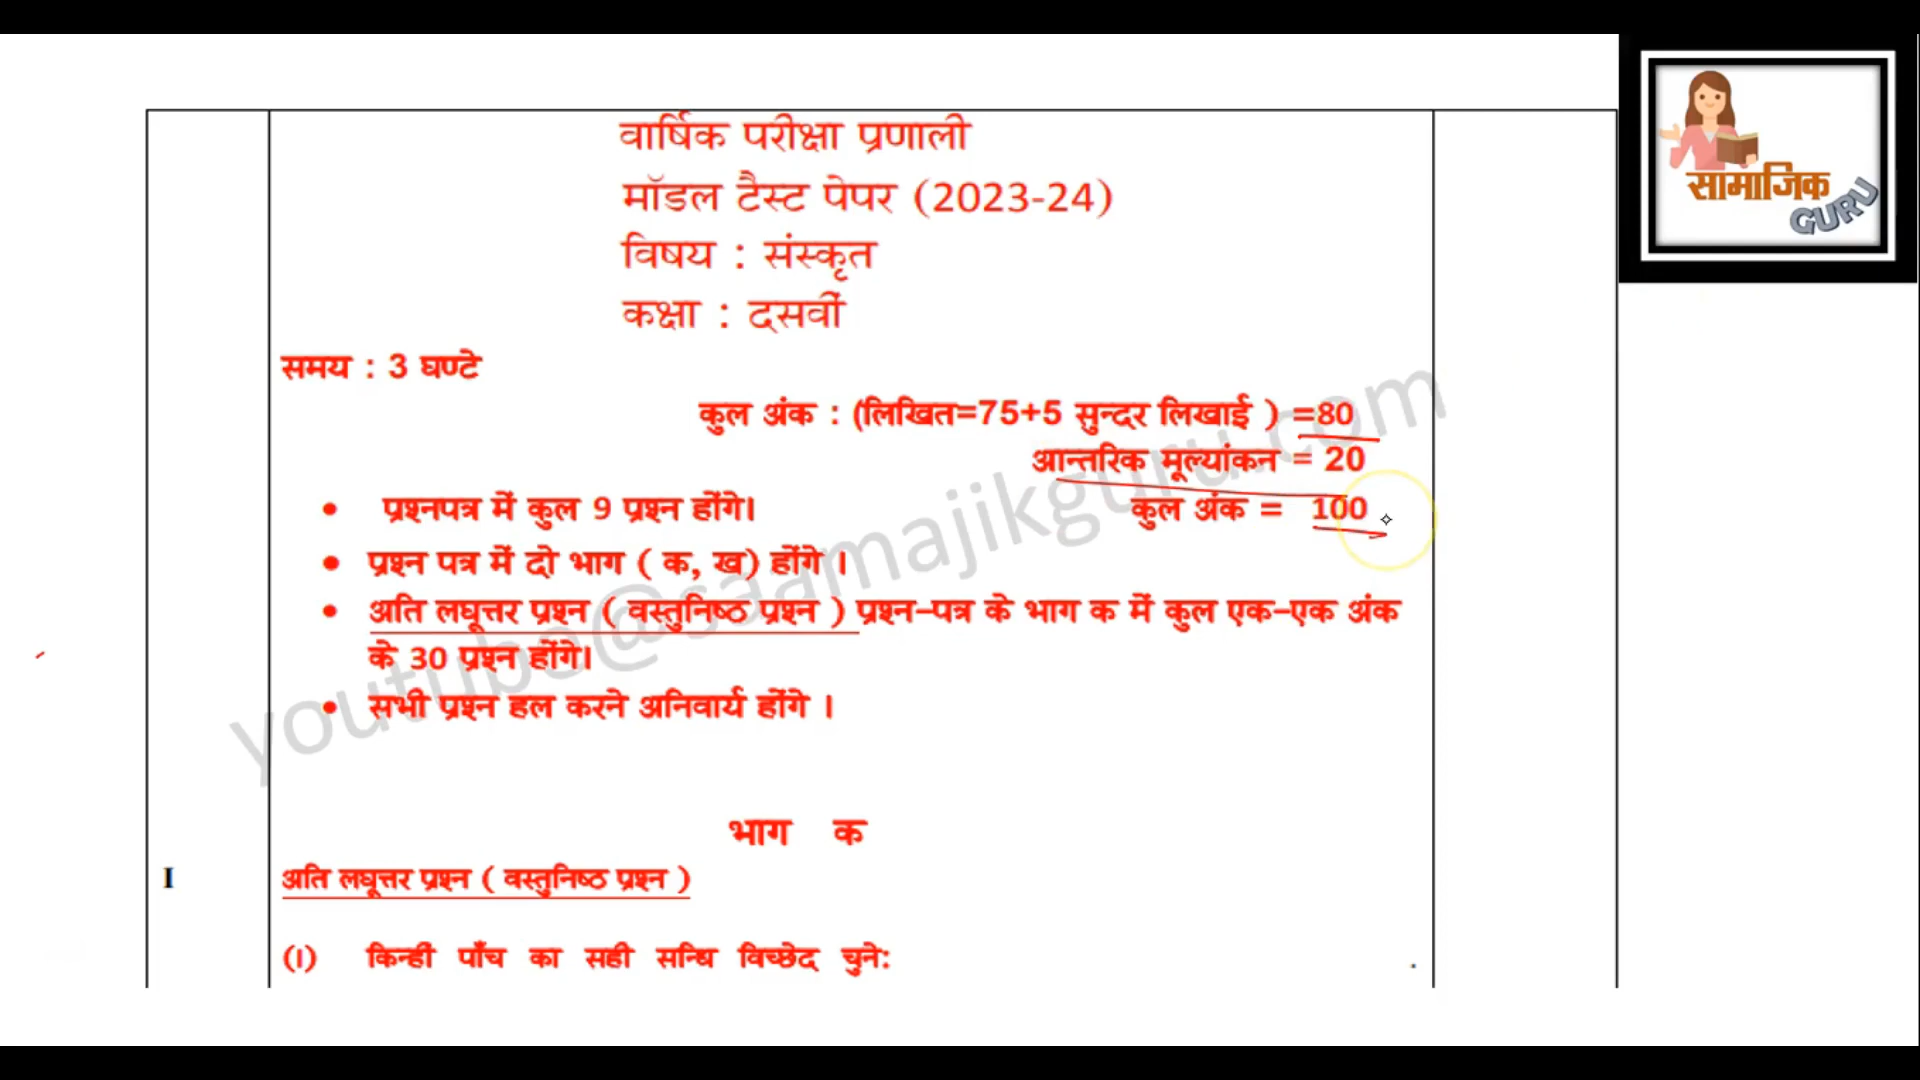 वार्षिक परीक्षा प्रणाली
मॉडल टैस्ट पेपर (2023-24)
विषय : संस्कृत
कक्षा : दसवीं
समय : 3 घण्टे
कुल अंक : (लिखित=75+5 सुन्दर लिखाई ) =80
आन्तरिक मूल्यांकन = 20
• प्रश्नपत्र में कुल 9 प्रश्न होंगे। कुल अंक = 100
• प्रश्न पत्र में दो भाग ( क, ख) होंगे ।
• अति लघूत्तर प्रश्न ( वस्तुनिष्ठ प्रश्न ) प्रश्न–पत्र के भाग क में कुल एक–एक अंक
के 30 प्रश्न होंगे।
• सभी प्रश्न हल करने अनिवार्य होंगे ।
भाग क
I अति लघूत्तर प्रश्न ( वस्तुनिष्ठ प्रश्न )
(I) किन्हीं पाँच का सही सन्धि विच्छेद चुने:
सामाजिक
GURU
youtube@saamajikguru.com